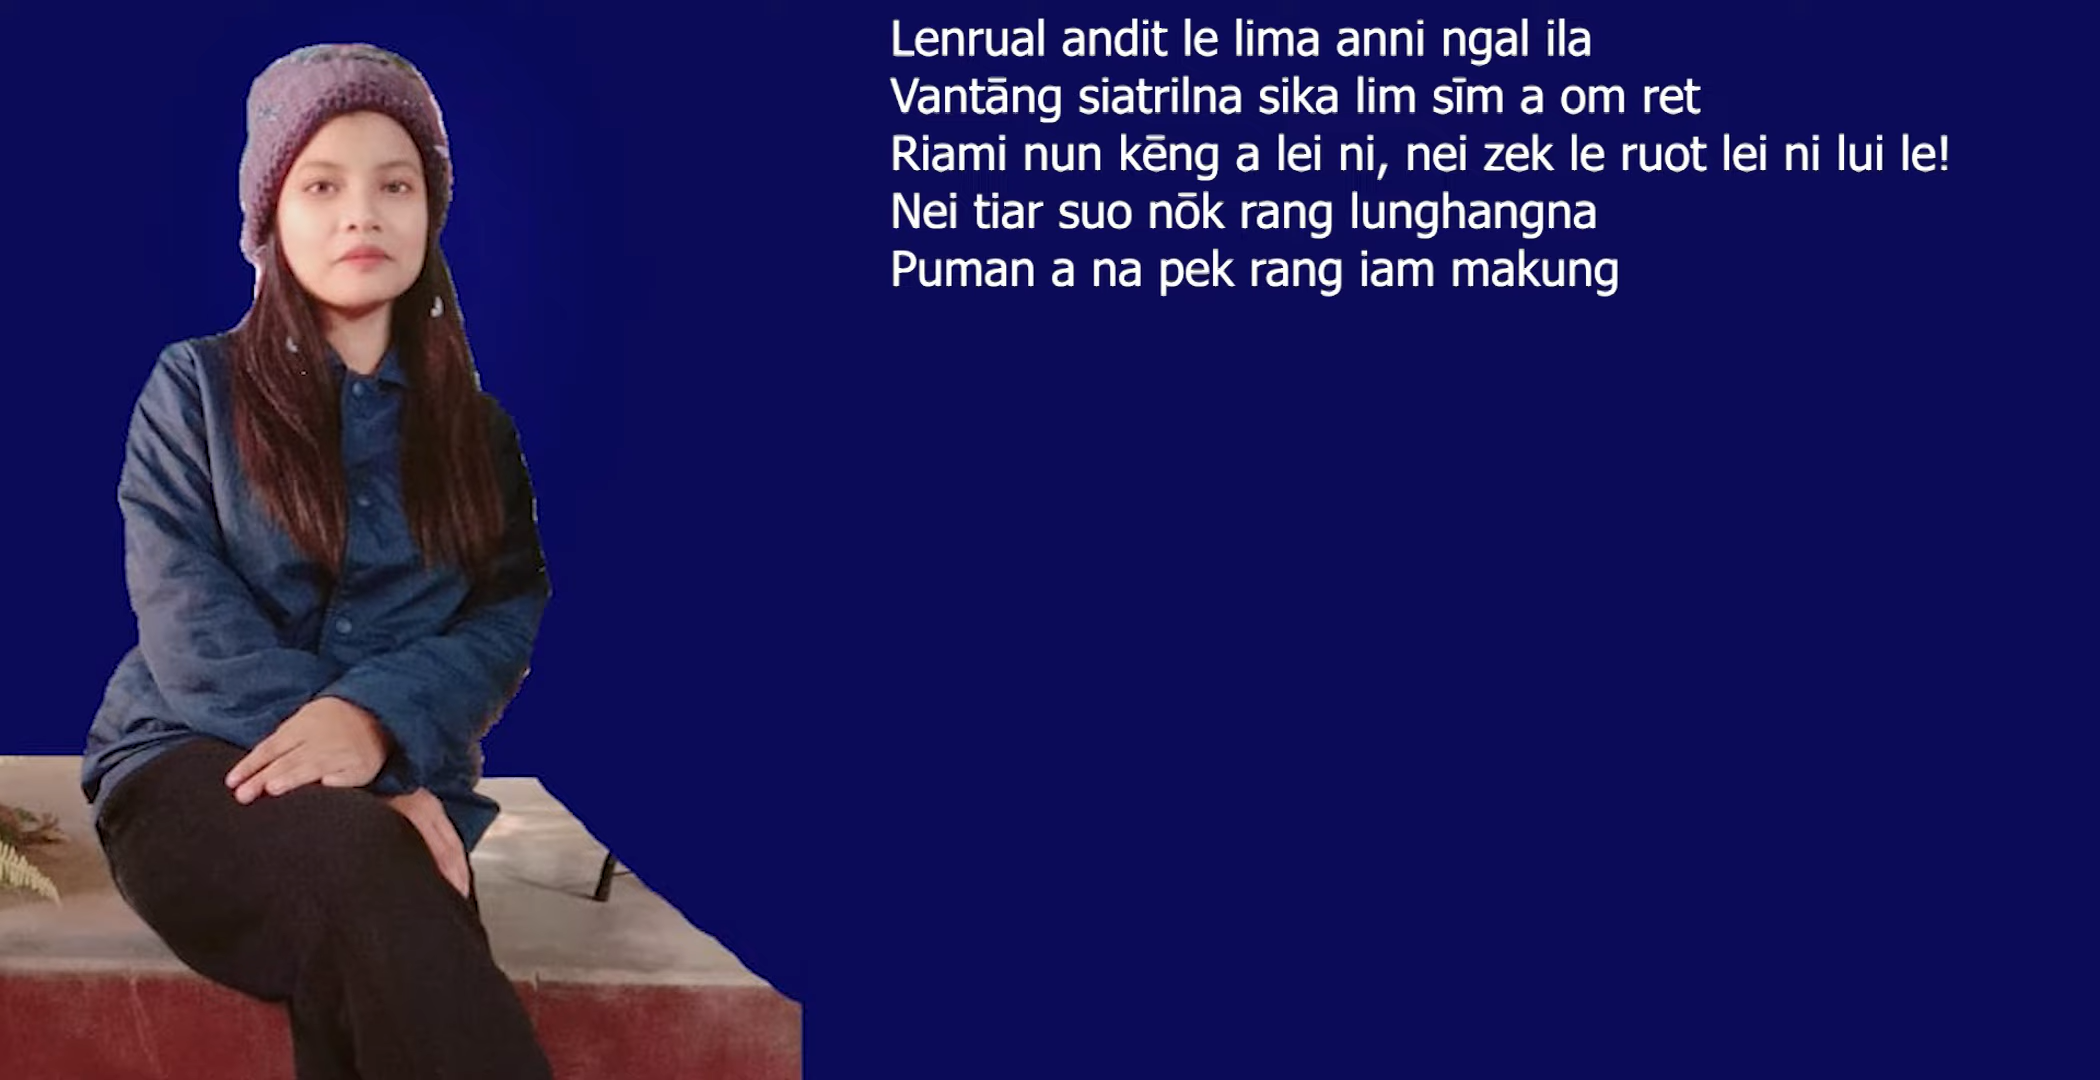 Lenrual andit le lima anni ngal ila
Vantāng siatrilna sika lim sīm a om ret
Riami nun kēng a lei ni, nei zek le ruot lei ni lui le!
Nei tiar suo nōk rang lunghangna
Puman a na pek rang iam makung